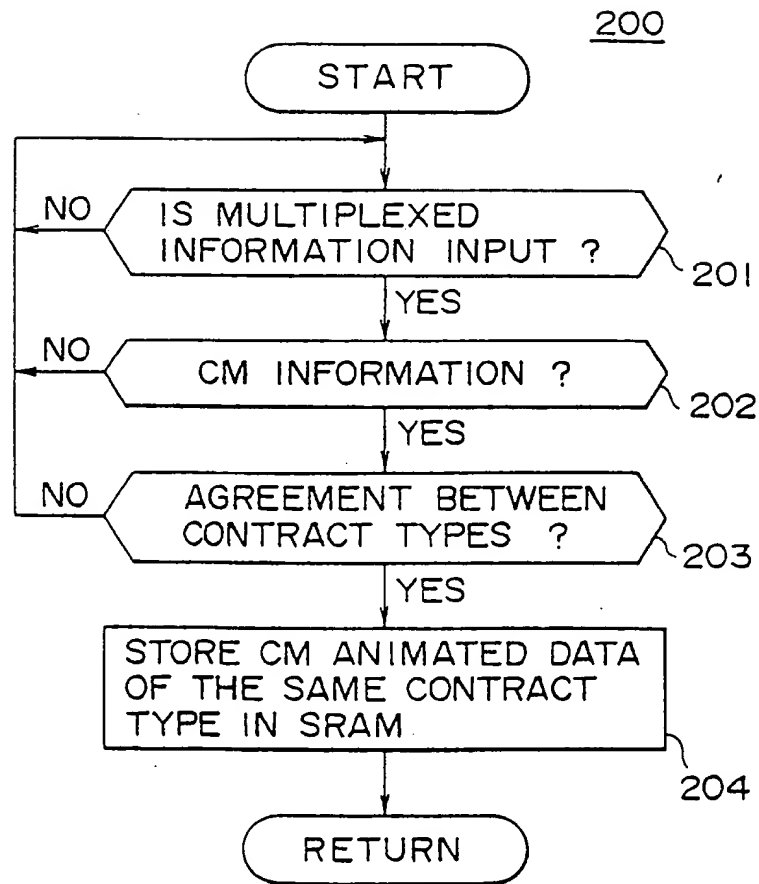 200
START
NO
IS MULTIPLEXED
INFORMATION INPUT ?
201
YES
NO
CM INFORMATION ?
202
YES
NO
AGREEMENT BETWEEN
CONTRACT TYPES ?
203
YES
STORE CM ANIMATED DATA
OF THE SAME CONTRACT
TYPE IN SRAM
204
RETURN